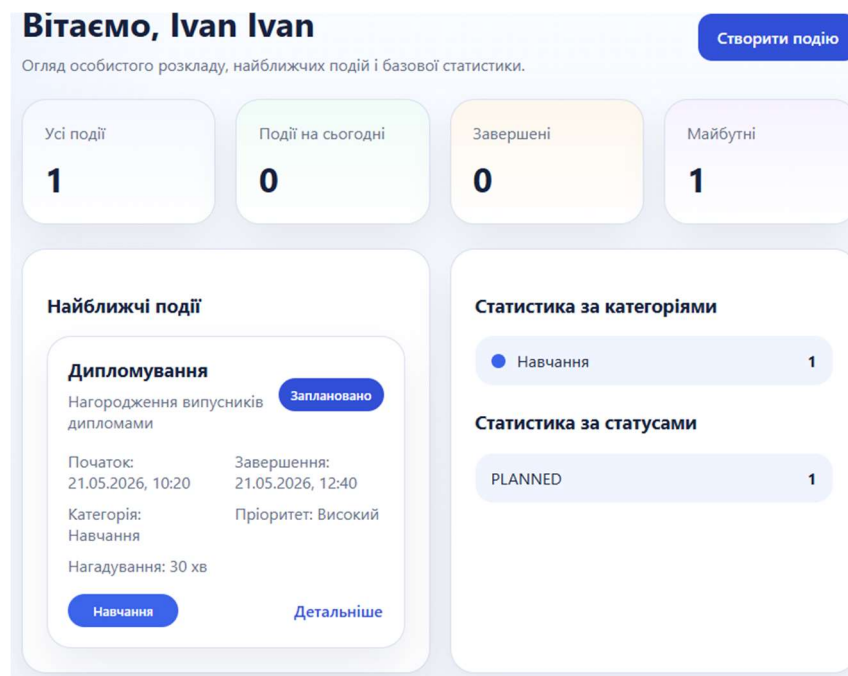 Вітаємо, Ivan Ivan
Створити подію
Огляд особистого розкладу, найближчих подій і базової статистики.
Усі події
1
Події на сьогодні
0
Завершені
0
Майбутні
1
Найближчі події
Дипломування
Нагородження випусників
дипломами
Заплановано
Початок:
21.05.2026, 10:20
Завершення:
21.05.2026, 12:40
Категорія:
Навчання
Пріоритет: Високий
Нагадування: 30 хв
Навчання
Детальніше
Статистика за категоріями
Навчання 1
Статистика за статусами
PLANNED 1